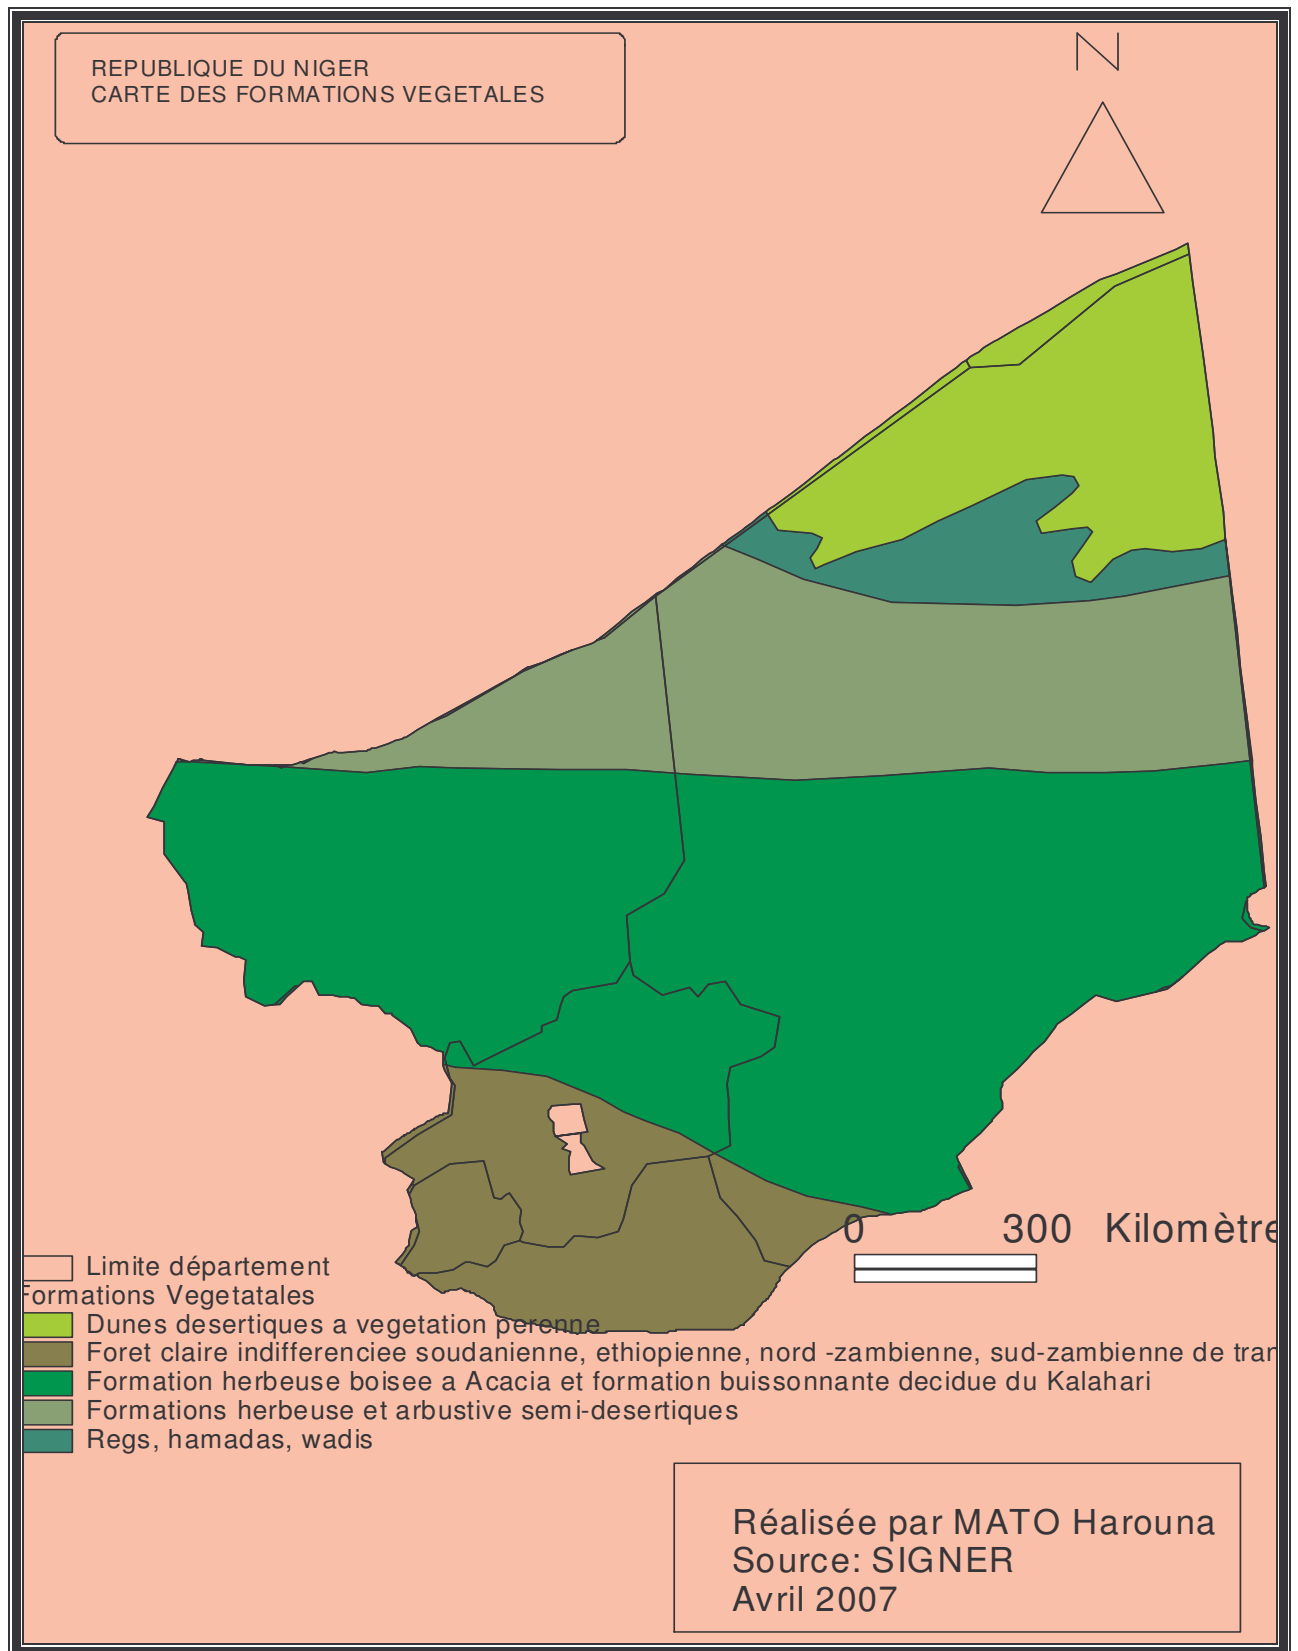 REPUBLIQUE DU NIGER
CARTE DES FORMATIONS VEGETALES
N
0 300 Kilomètre
Limite département
Formations Vegetatales
Dunes desertiques a vegetation perenne
Foret claire indifferenciee soudanienne, ethiopienne, nord -zambienne, sud-zambienne de tran
Formation herbeuse boisee a Acacia et formation buissonnante decidue du Kalahari
Formations herbeuse et arbustive semi-desertiques
Regs, hamadas, wadis
Réalisée par MATO Harouna
Source: SIGNER
Avril 2007